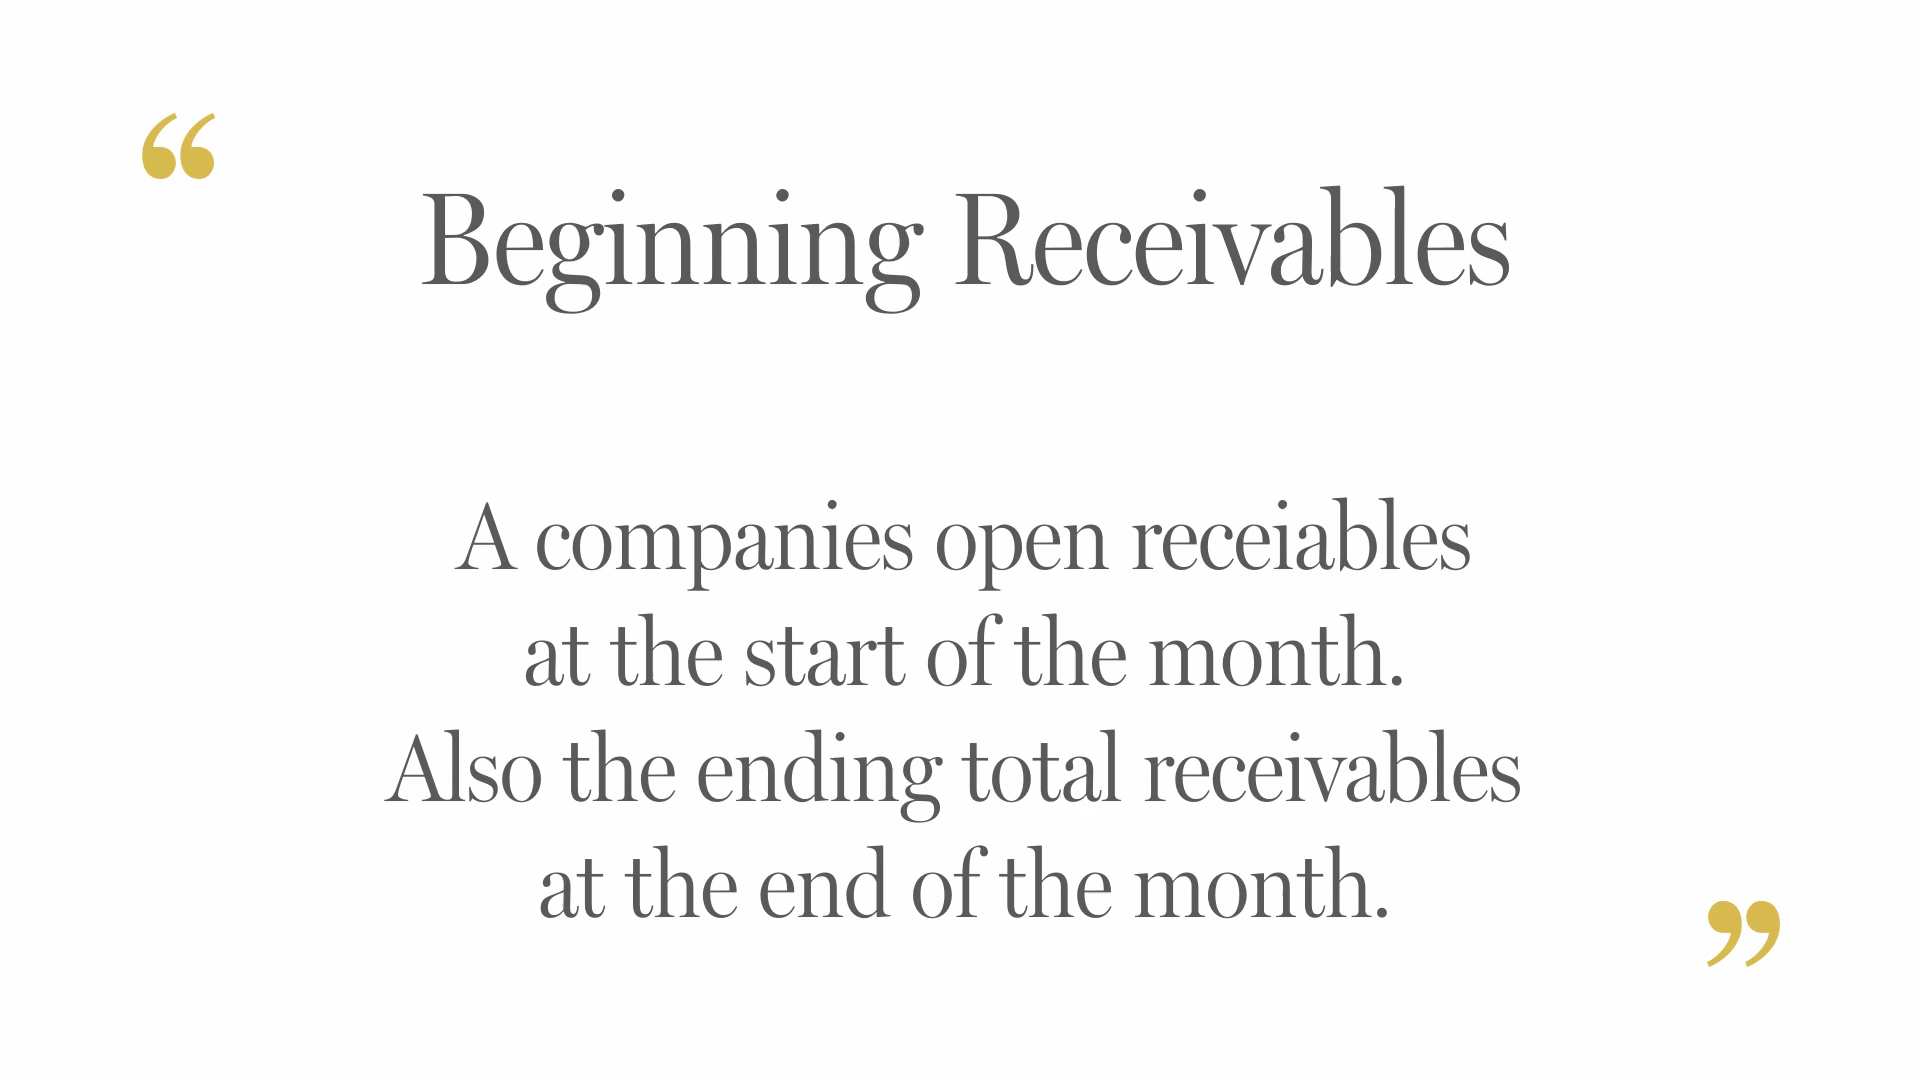 “
Beginning Receivables
A companies open receiables
at the start of the month.
Also the ending total receivables
at the end of the month.
”